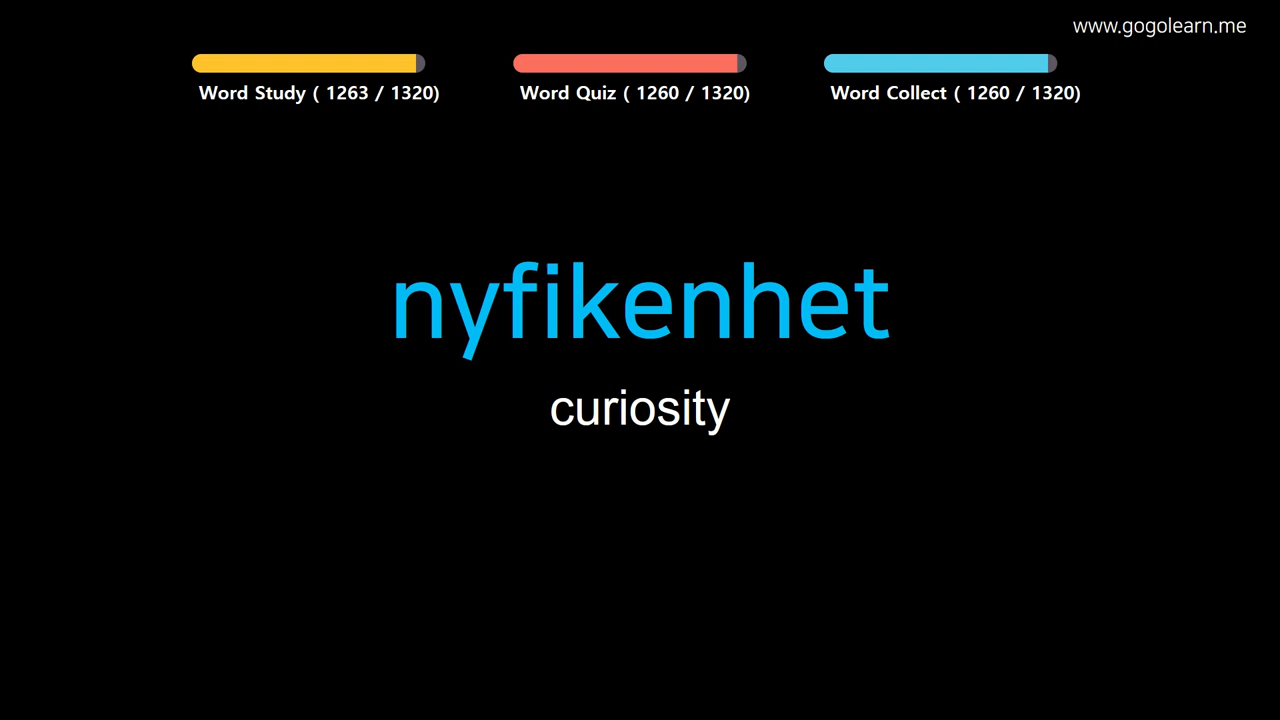 www.gogolearn.me
Word Study ( 1263 / 1320)
Word Quiz ( 1260 / 1320)
Word Collect ( 1260 / 1320)
nyfikenhet
curiosity